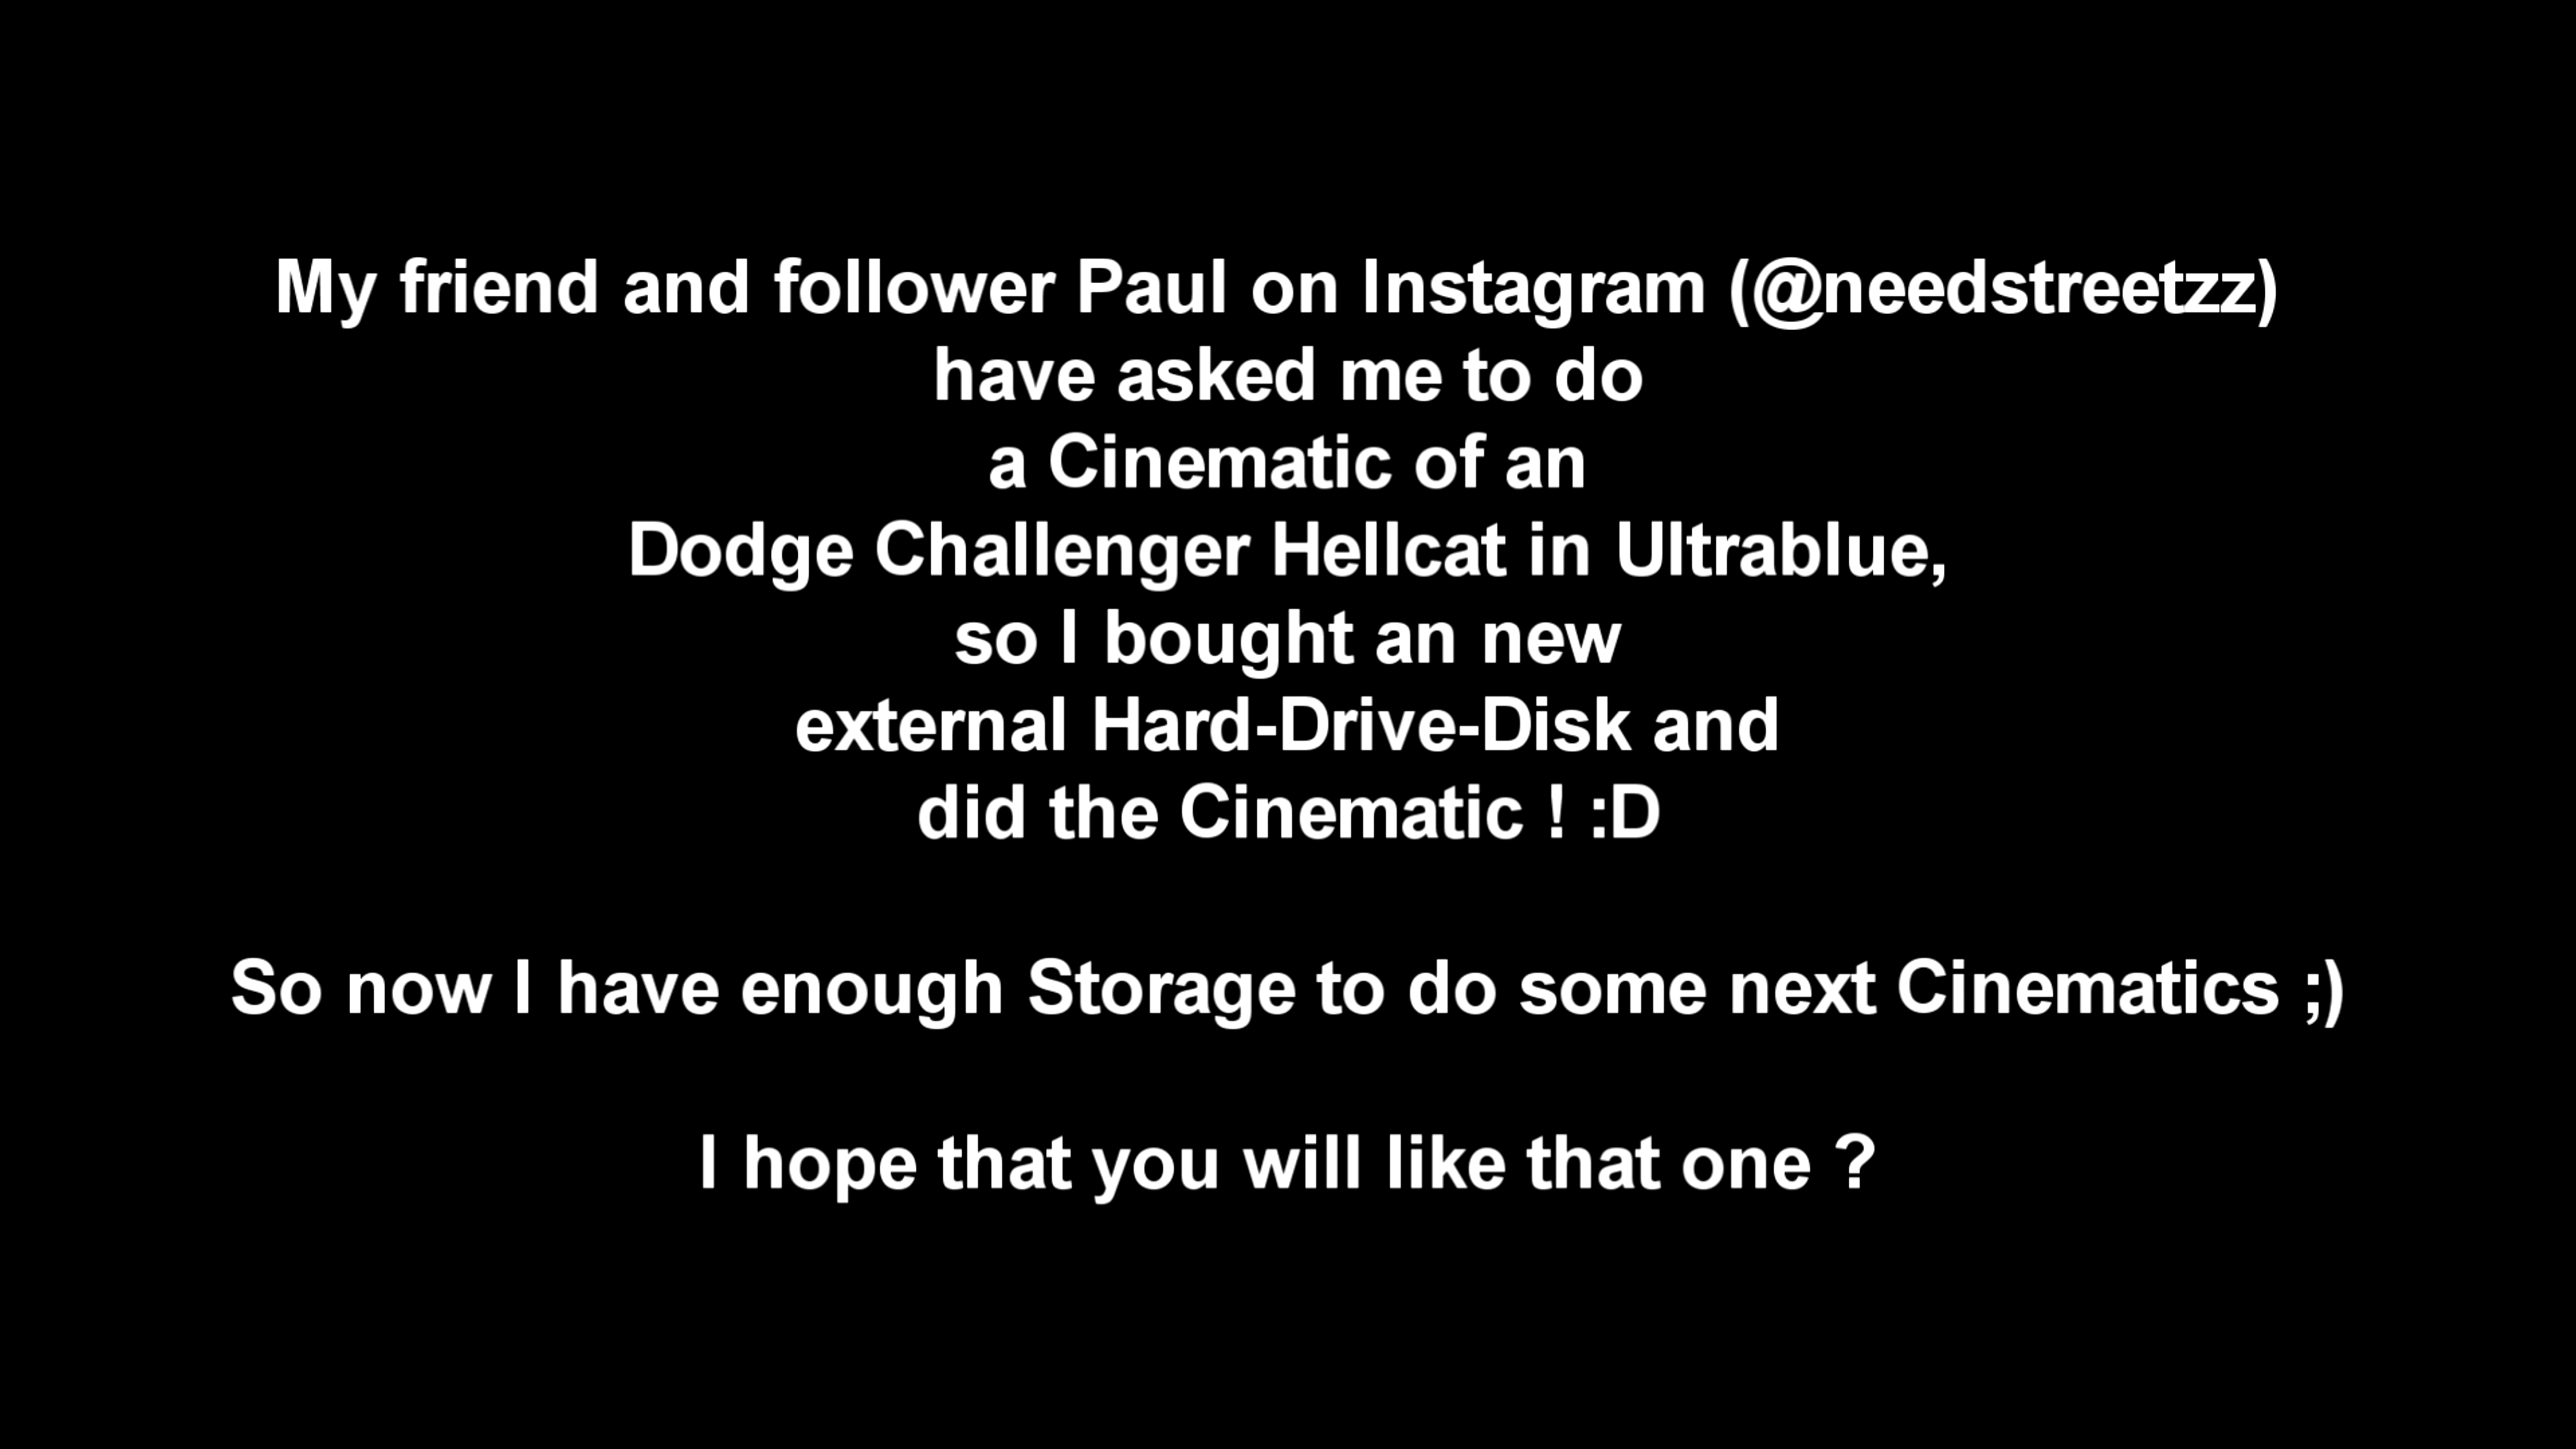 My friend and follower Paul on Instagram (@needstreetzz)
have asked me to do
a Cinematic of an
Dodge Challenger Hellcat in Ultrablue,
so I bought an new
external Hard-Drive-Disk and
did the Cinematic ! :D
So now I have enough Storage to do some next Cinematics ;)
I hope that you will like that one ?